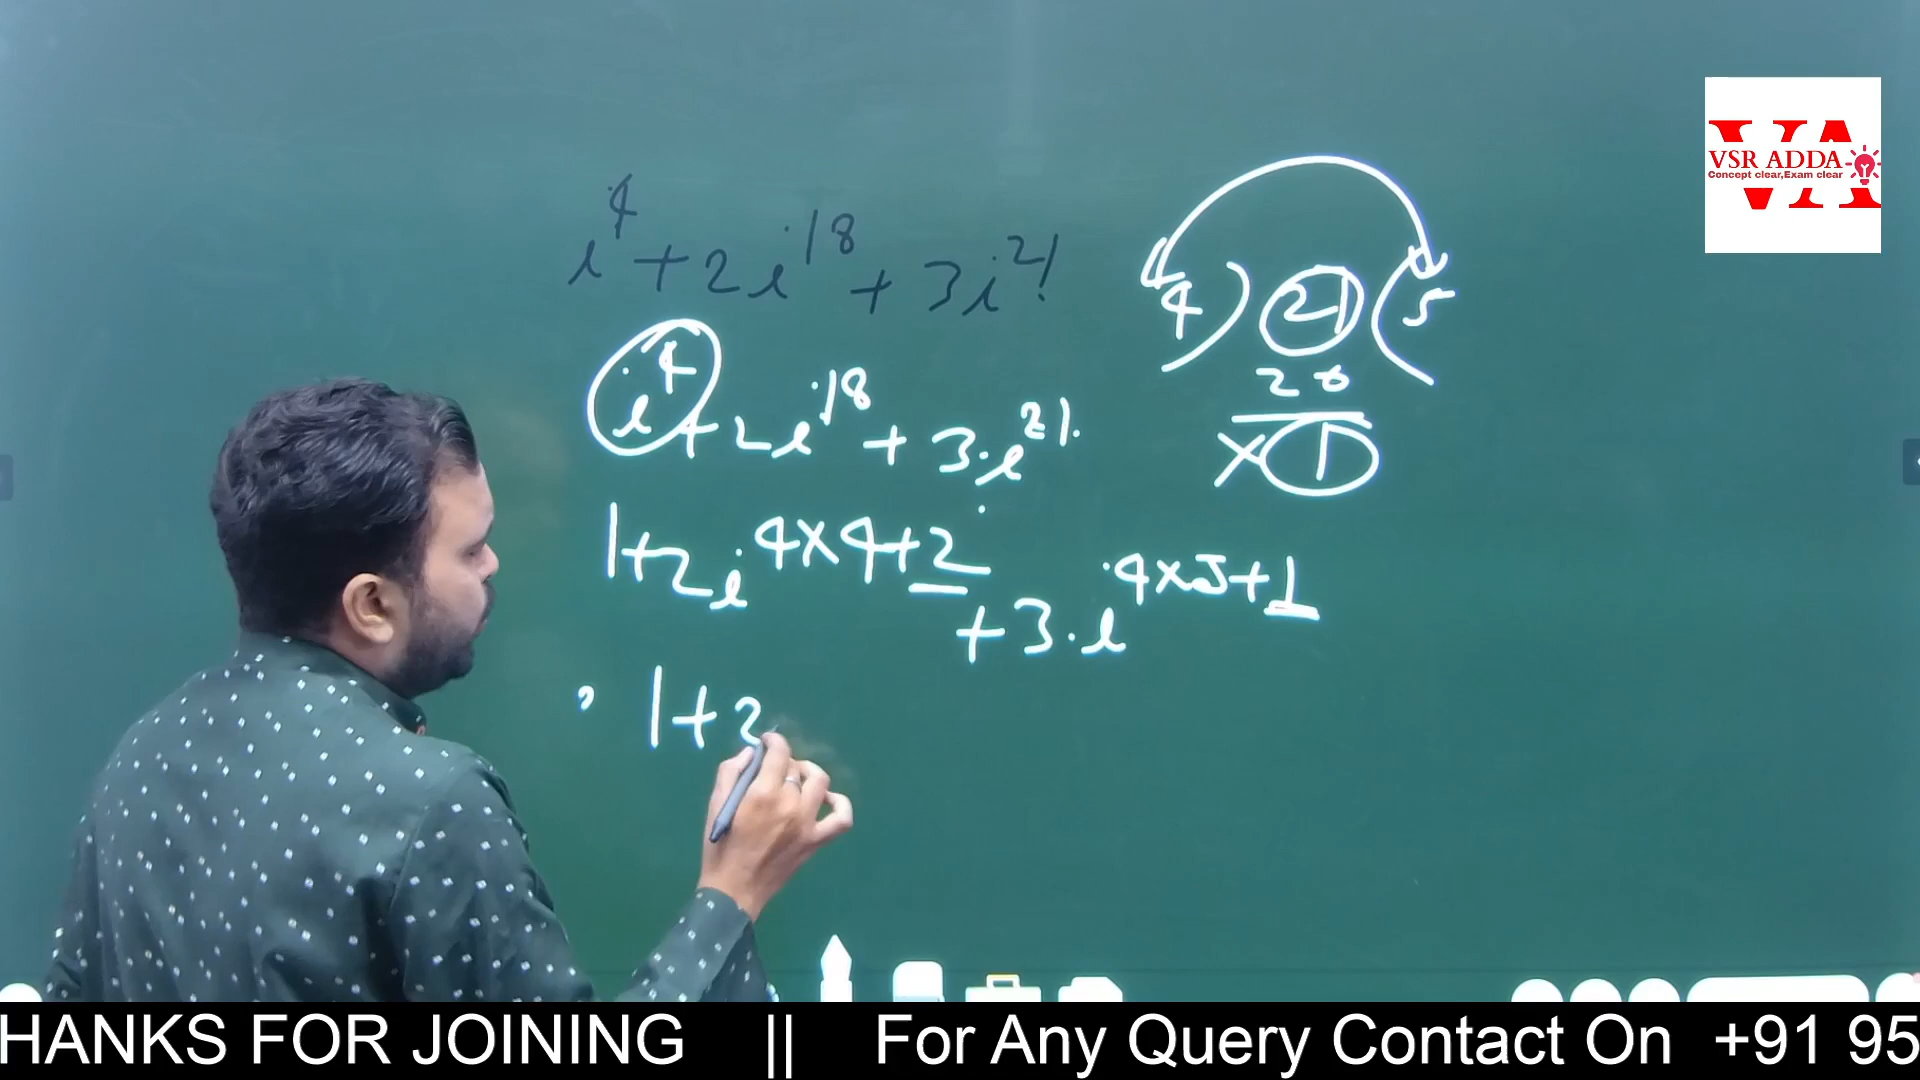 VSR ADDA
Concept clear,Exam clear
i⁴ + 2i¹⁸ + 3i²¹
4 ) 21 ( 5
20
× 1
i⁴ + 2i¹⁸ + 3·i²¹
1 + 2i^4×4+2 + 3·i^4×5+1
1 + 2
HANKS FOR JOINING || For Any Query Contact On +91 95